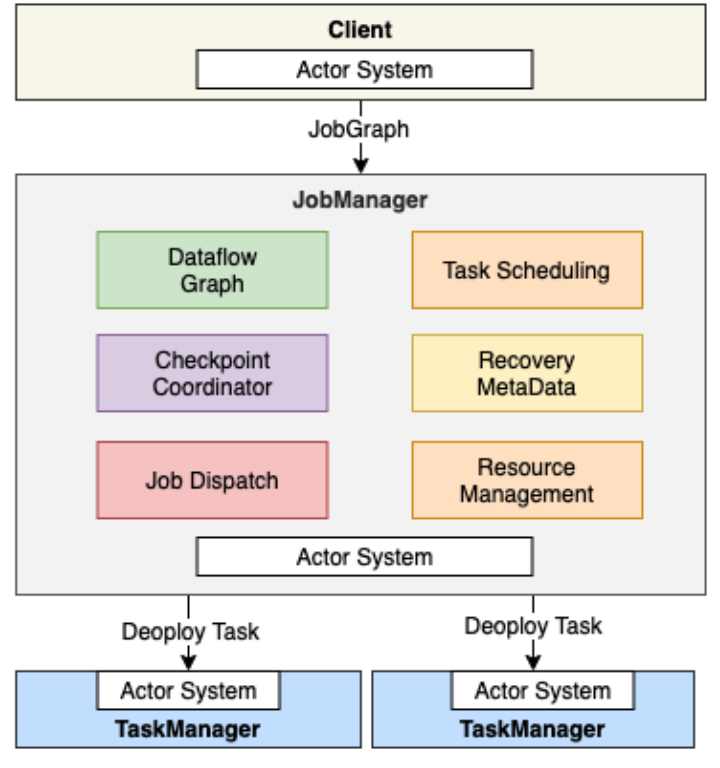 Client
Actor System
JobGraph
JobManager
Dataflow
Graph
Task Scheduling
Checkpoint
Coordinator
Recovery
MetaData
Job Dispatch
Resource
Management
Actor System
Deoploy Task
Deoploy Task
Actor System
TaskManager
Actor System
TaskManager